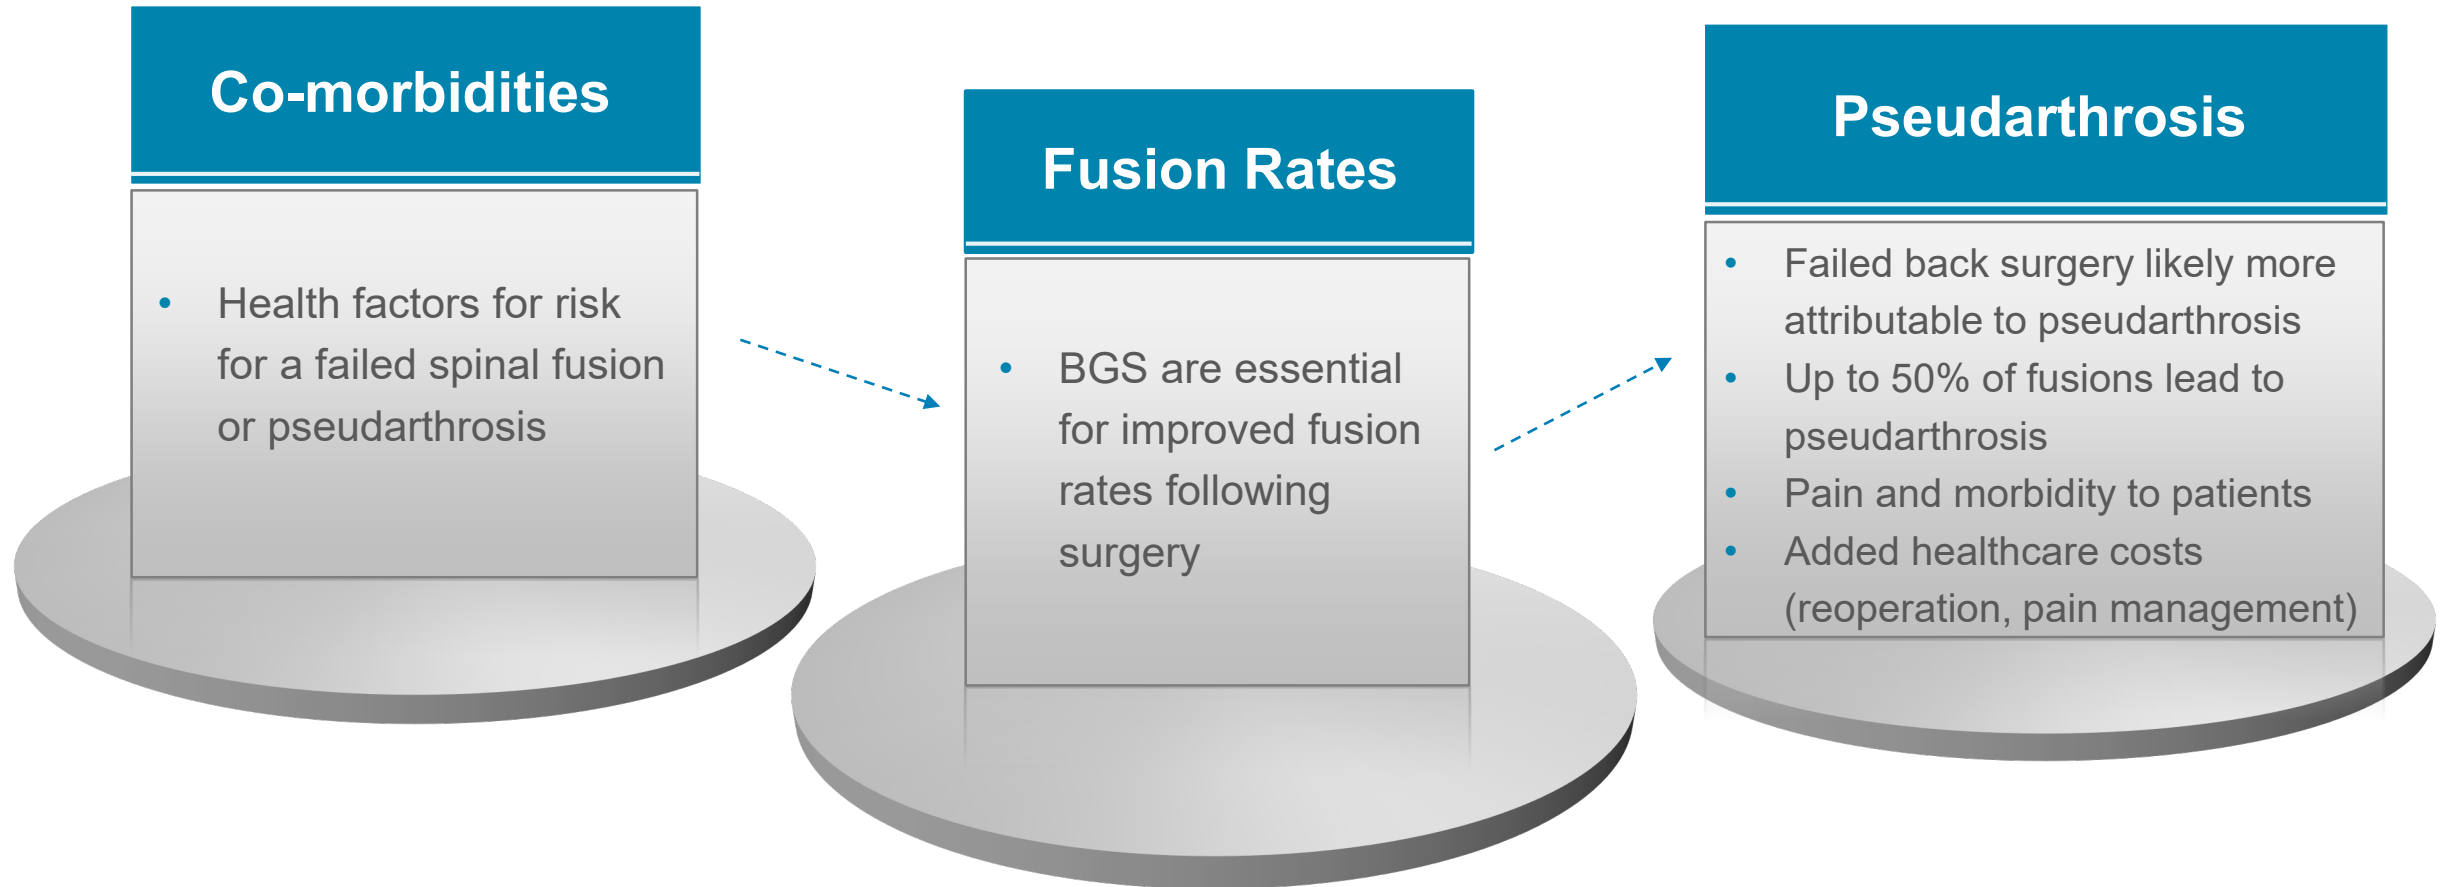 Co-morbidities
• Health factors for risk
for a failed spinal fusion
or pseudarthrosis
Fusion Rates
• BGS are essential
for improved fusion
rates following
surgery
Pseudarthrosis
• Failed back surgery likely more
attributable to pseudarthrosis
• Up to 50% of fusions lead to
pseudarthrosis
• Pain and morbidity to patients
• Added healthcare costs
(reoperation, pain management)